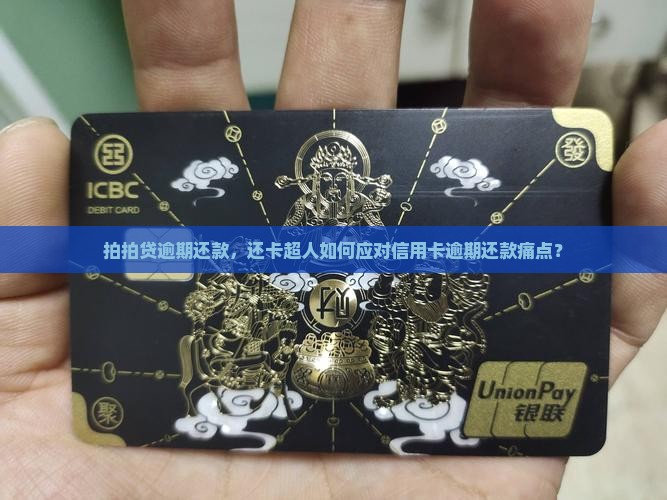 ICBC
DEBIT CARD
發
拍拍贷逾期还款，还卡超人如何应对信用卡逾期还款痛点？
聚
UnionPay
银联